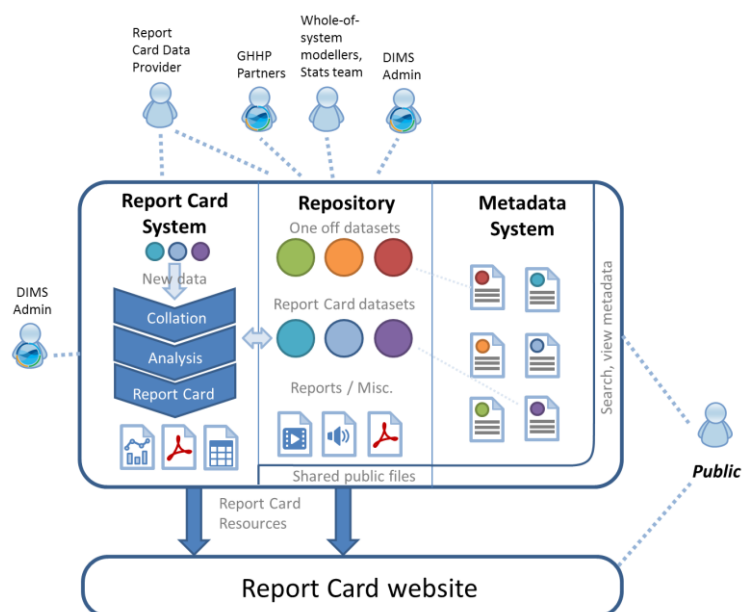 Report
Card Data
Provider
GHHP
Partners
Whole-of-
system
modellers,
Stats team
DIMS
Admin
Report Card
System
Repository
Metadata
System
One off datasets
New data
Collation
Analysis
Report Card
Report Card datasets
Reports / Misc.
Shared public files
Search, view metadata
DIMS
Admin
Public
Report Card
Resources
Report Card website